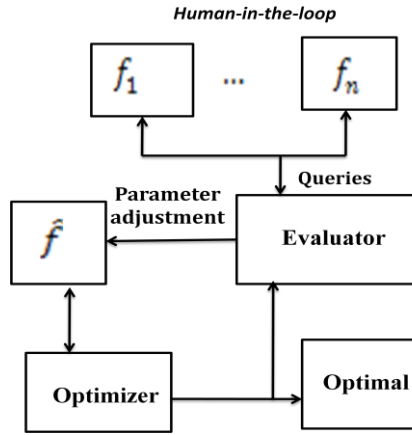 Human-in-the-loop
f₁ ... fₙ
Queries
Parameter
adjustment
f̂
Evaluator
Optimizer
Optimal